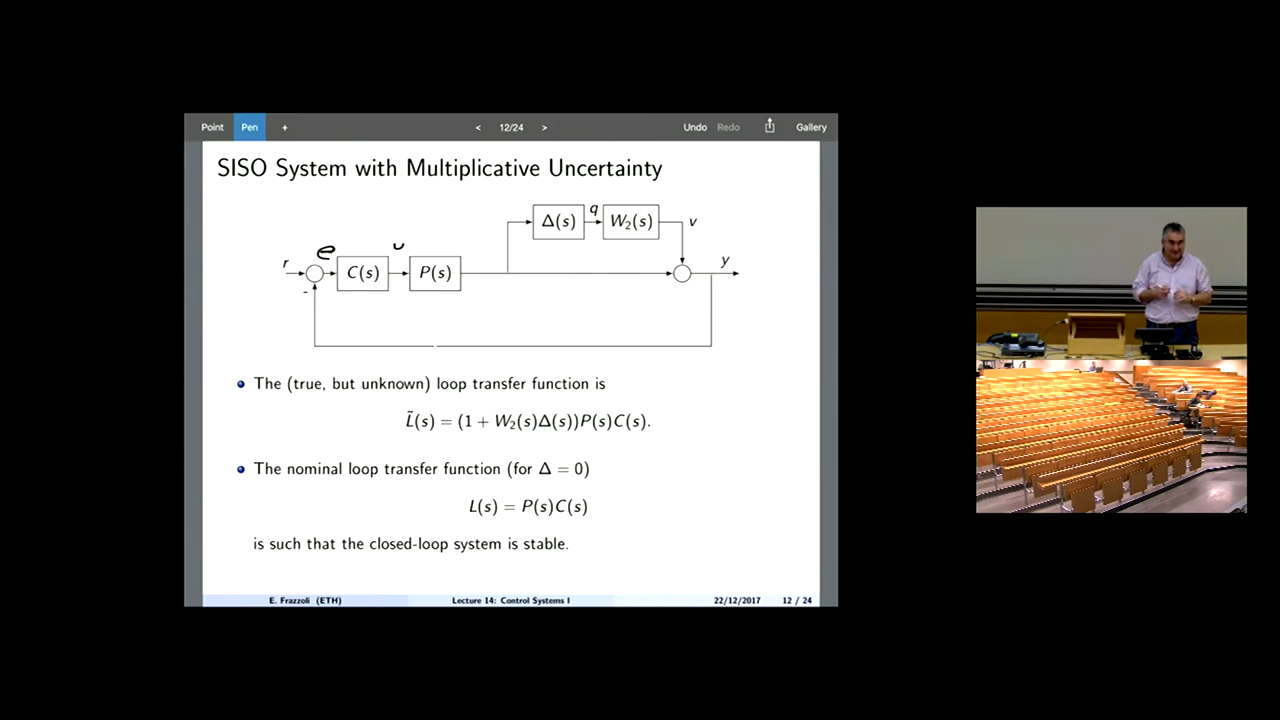 Point Pen + < 12/24 > Undo Redo Gallery
SISO System with Multiplicative Uncertainty
Δ(s) q W₂(s) v
e u
r C(s) P(s) y
-
The (true, but unknown) loop transfer function is
L̃(s) = (1 + W₂(s)Δ(s))P(s)C(s).
The nominal loop transfer function (for Δ = 0)
L(s) = P(s)C(s)
is such that the closed-loop system is stable.
E. Frazzoli (ETH) Lecture 14: Control Systems I 22/12/2017 12 / 24